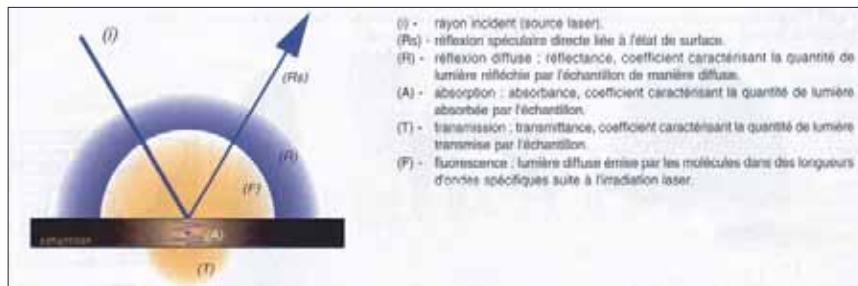 (i)
(Rs)
(R)
(F)
(A)
échantillon
(T)
(i) - rayon incident (source laser).
(Rs) - réflexion spéculaire directe liée à l'état de surface.
(R) - réflexion diffuse : réflectance, coefficient caractérisant la quantité de
lumière réfléchie par l'échantillon de manière diffuse.
(A) - absorption : absorbance, coefficient caractérisant la quantité de lumière
absorbée par l'échantillon.
(T) - transmission : transmittance, coefficient caractérisant la quantité de lumière
transmise par l'échantillon.
(F) - fluorescence : lumière diffuse émise par les molécules dans des longueurs
d'ondes spécifiques suite à l'irradiation laser.